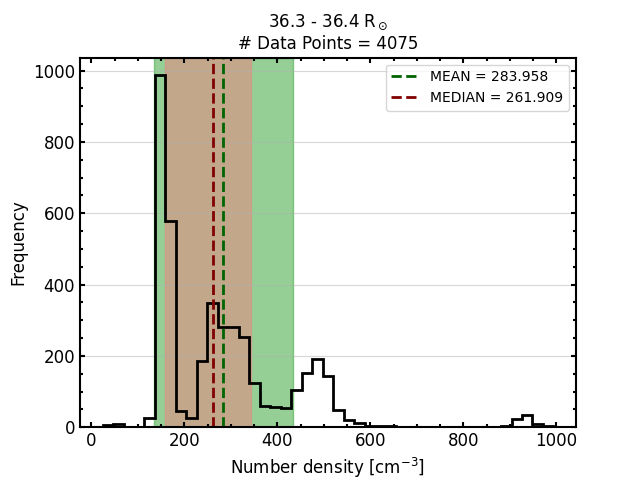 36.3 - 36.4 R⊙
# Data Points = 4075
MEAN = 283.958
MEDIAN = 261.909
1000
800
600
400
200
0
Frequency
0 200 400 600 800 1000
Number density [cm⁻³]